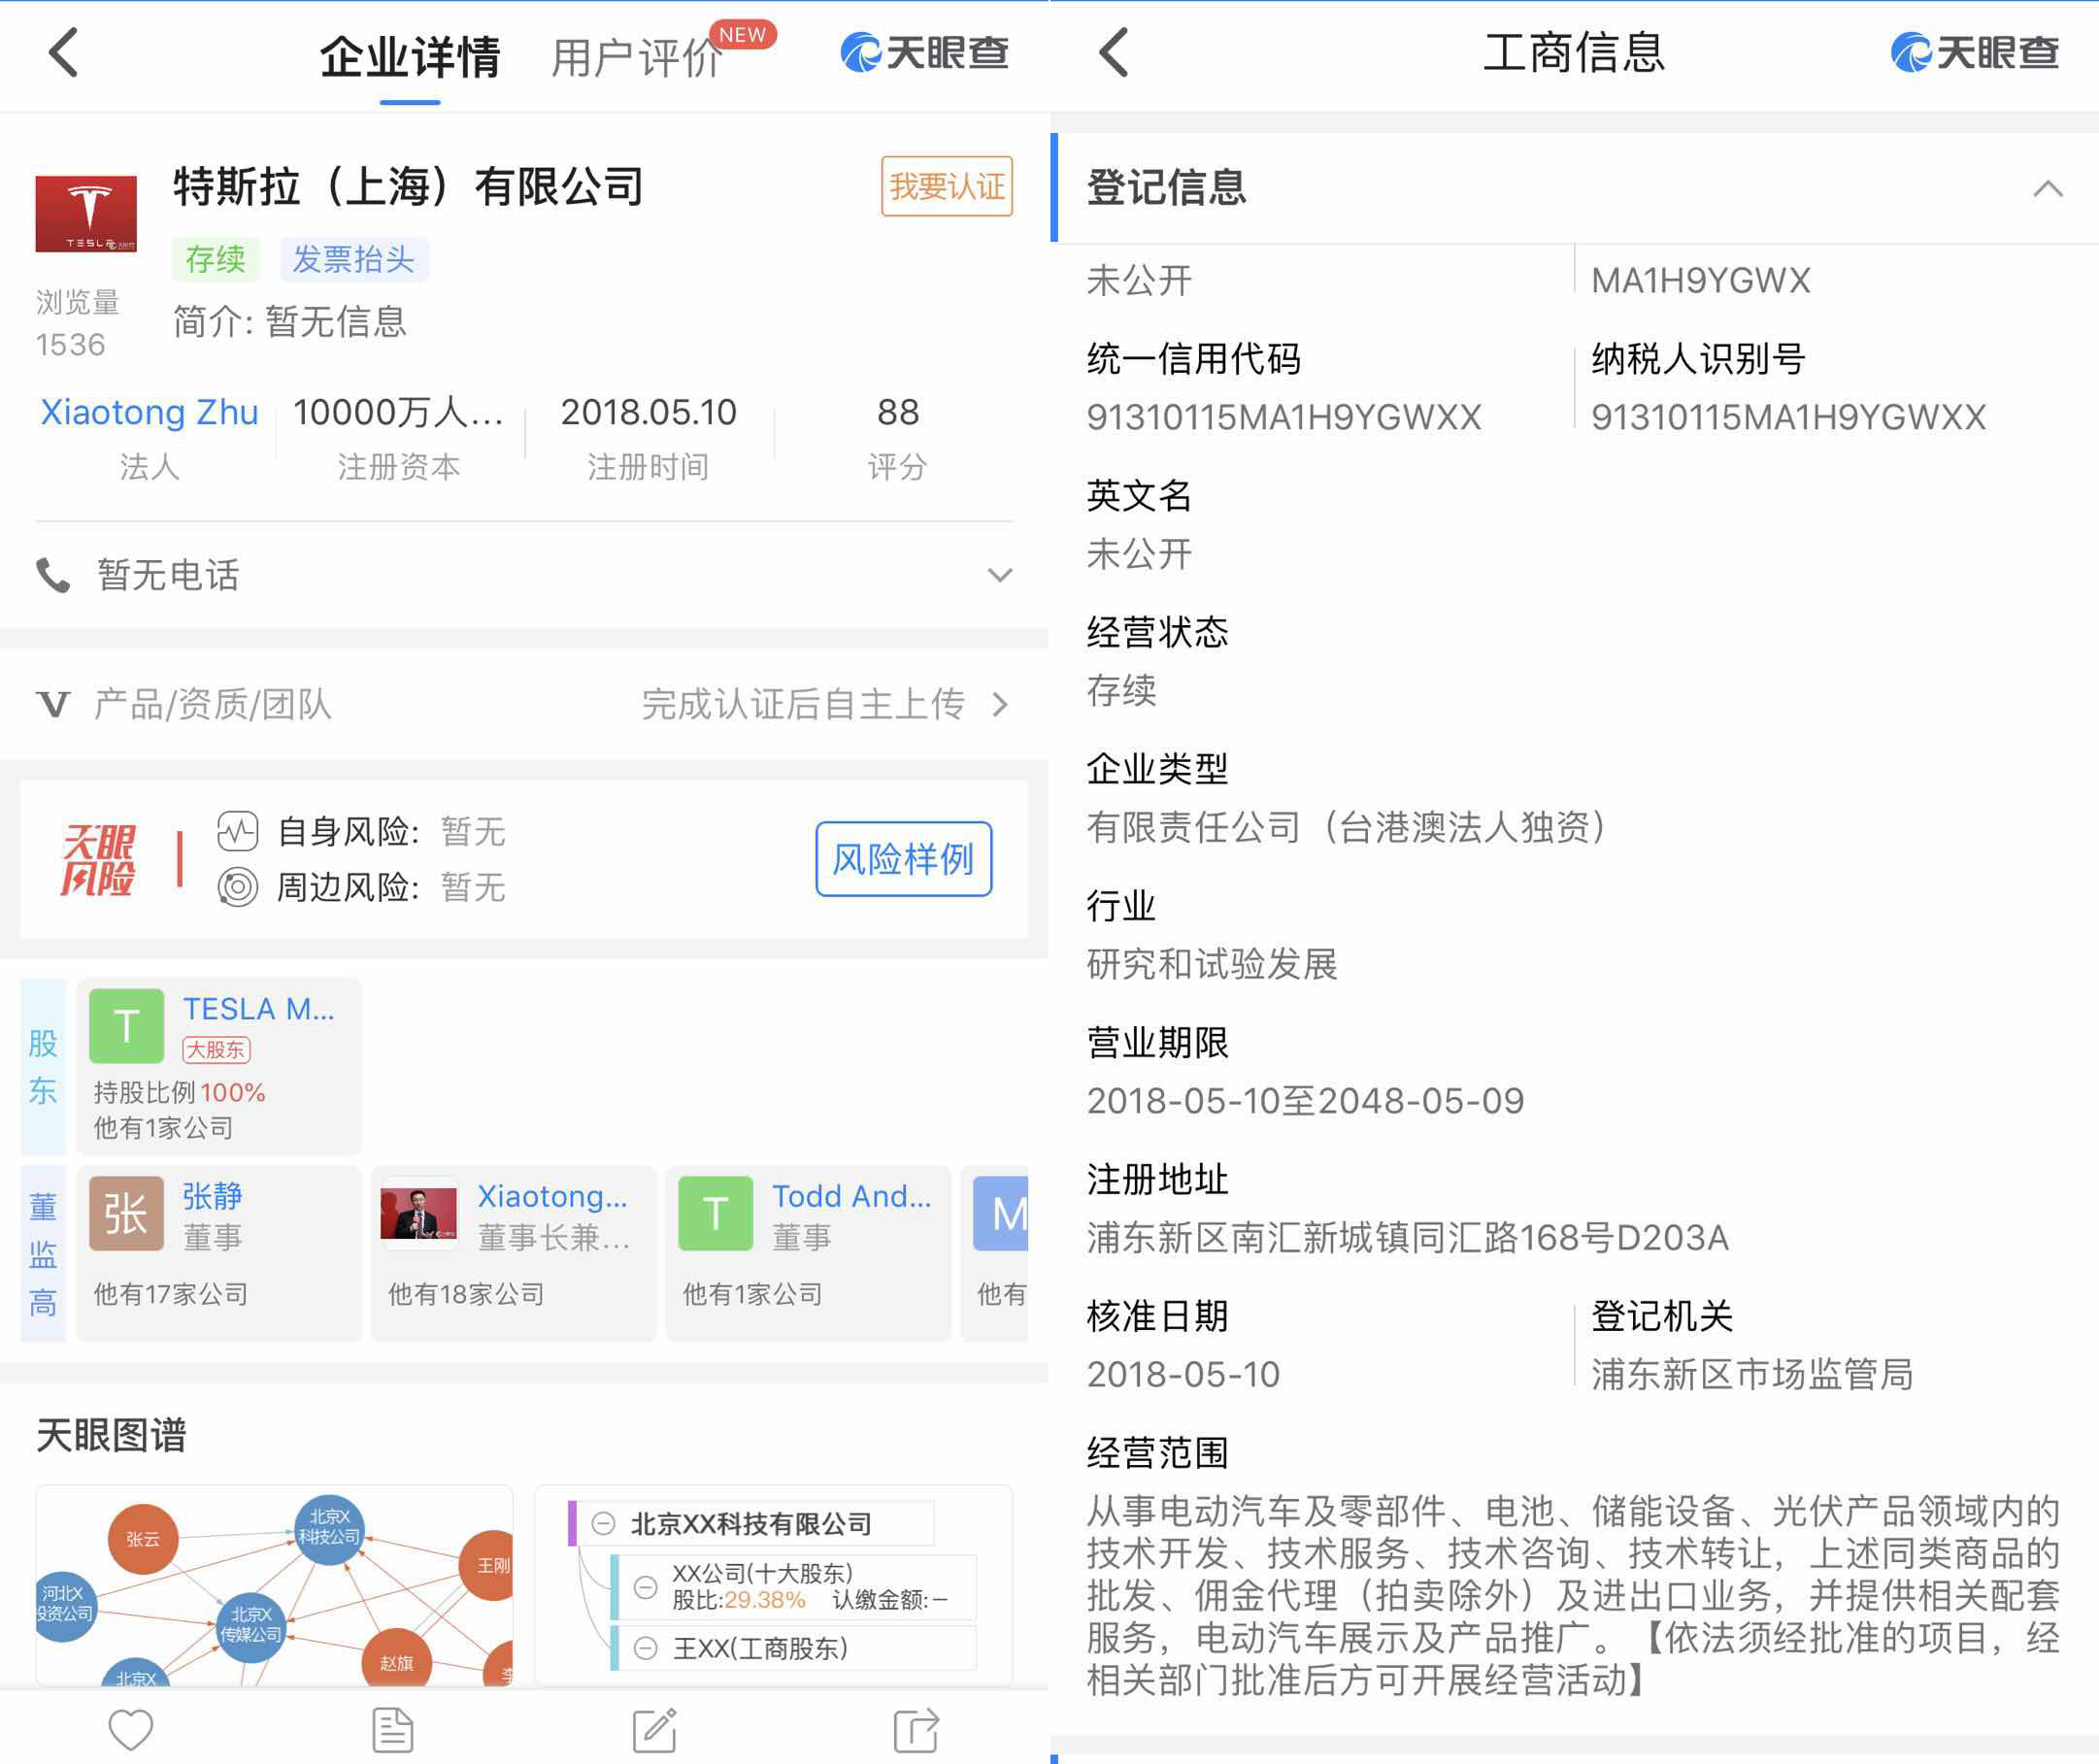 企业详情
用户评价
NEW
天眼查
特斯拉（上海）有限公司
我要认证
TESLA
存续
发票抬头
浏览量
1536
简介: 暂无信息
Xiaotong Zhu
法人
10000万人...
注册资本
2018.05.10
注册时间
88
评分
暂无电话
V 产品/资质/团队
完成认证后自主上传
天眼
风险
自身风险: 暂无
周边风险: 暂无
风险样例
股东
T
TESLA M...
大股东
持股比例100%
他有1家公司
董监高
张
张静
董事
他有17家公司
Xiaotong...
董事长兼...
他有18家公司
T
Todd And...
董事
他有1家公司
M
他有
天眼图谱
张云
北京X
科技公司
王刚
河北X
投资公司
北京X
传媒公司
赵旗
李
北京X
北京XX科技有限公司
XX公司(十大股东)
股比:29.38% 认缴金额:–
王XX(工商股东)
工商信息
天眼查
登记信息
未公开
MA1H9YGWX
统一信用代码
91310115MA1H9YGWXX
纳税人识别号
91310115MA1H9YGWXX
英文名
未公开
经营状态
存续
企业类型
有限责任公司（台港澳法人独资）
行业
研究和试验发展
营业期限
2018-05-10至2048-05-09
注册地址
浦东新区南汇新城镇同汇路168号D203A
核准日期
2018-05-10
登记机关
浦东新区市场监管局
经营范围
从事电动汽车及零部件、电池、储能设备、光伏产品领域内的
技术开发、技术服务、技术咨询、技术转让，上述同类商品的
批发、佣金代理（拍卖除外）及进出口业务，并提供相关配套
服务，电动汽车展示及产品推广。【依法须经批准的项目，经
相关部门批准后方可开展经营活动】